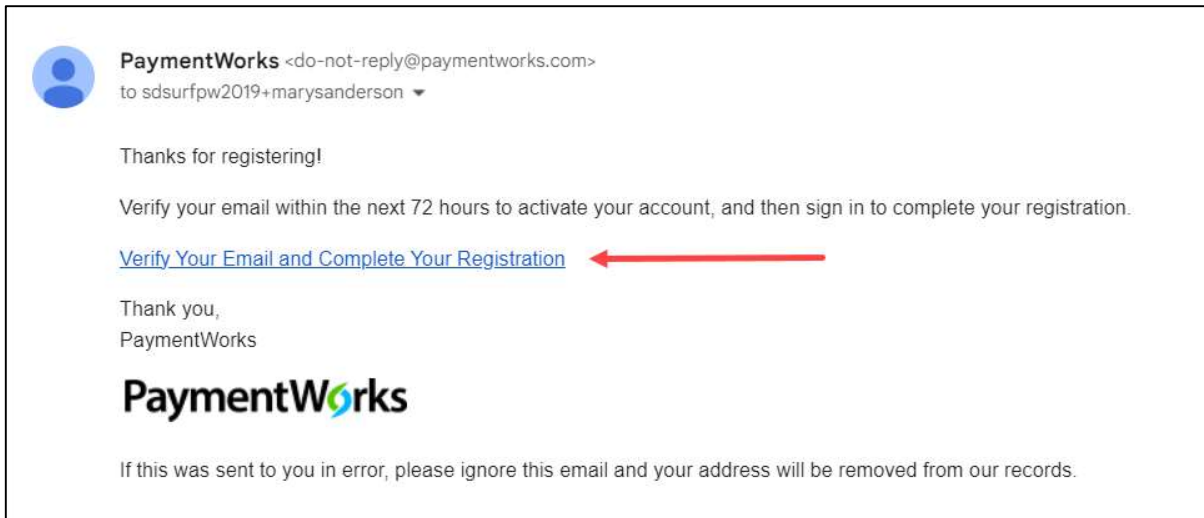 PaymentWorks <do-not-reply@paymentworks.com>
to sdsurfpw2019+marysanderson
Thanks for registering!
Verify your email within the next 72 hours to activate your account, and then sign in to complete your registration.
Verify Your Email and Complete Your Registration
Thank you,
PaymentWorks
PaymentWorks
If this was sent to you in error, please ignore this email and your address will be removed from our records.